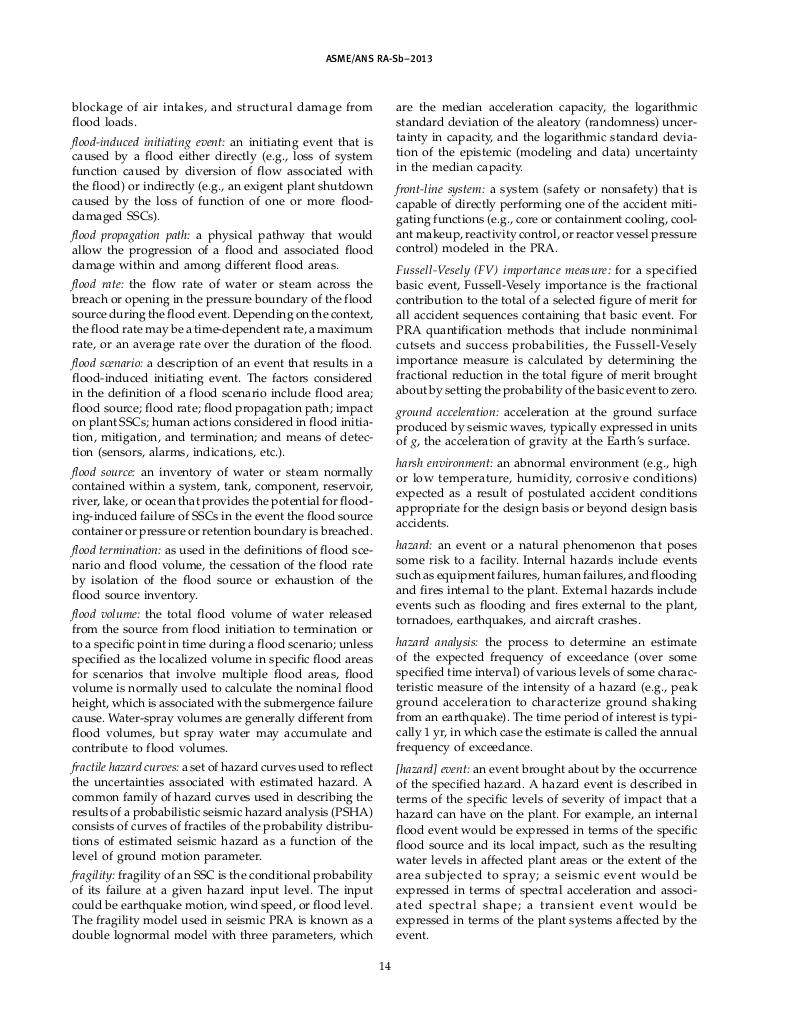 ASME/ANS RA-Sb–2013
blockage of air intakes, and structural damage from
flood loads.
flood-induced initiating event: an initiating event that is
caused by a flood either directly (e.g., loss of system
function caused by diversion of flow associated with
the flood) or indirectly (e.g., an exigent plant shutdown
caused by the loss of function of one or more flood-
damaged SSCs).
flood propagation path: a physical pathway that would
allow the progression of a flood and associated flood
damage within and among different flood areas.
flood rate: the flow rate of water or steam across the
breach or opening in the pressure boundary of the flood
source during the flood event. Depending on the context,
the flood rate may be a time-dependent rate, a maximum
rate, or an average rate over the duration of the flood.
flood scenario: a description of an event that results in a
flood-induced initiating event. The factors considered
in the definition of a flood scenario include flood area;
flood source; flood rate; flood propagation path; impact
on plant SSCs; human actions considered in flood initia-
tion, mitigation, and termination; and means of detec-
tion (sensors, alarms, indications, etc.).
flood source: an inventory of water or steam normally
contained within a system, tank, component, reservoir,
river, lake, or ocean that provides the potential for flood-
ing-induced failure of SSCs in the event the flood source
container or pressure or retention boundary is breached.
flood termination: as used in the definitions of flood sce-
nario and flood volume, the cessation of the flood rate
by isolation of the flood source or exhaustion of the
flood source inventory.
flood volume: the total flood volume of water released
from the source from flood initiation to termination or
to a specific point in time during a flood scenario; unless
specified as the localized volume in specific flood areas
for scenarios that involve multiple flood areas, flood
volume is normally used to calculate the nominal flood
height, which is associated with the submergence failure
cause. Water-spray volumes are generally different from
flood volumes, but spray water may accumulate and
contribute to flood volumes.
fractile hazard curves: a set of hazard curves used to reflect
the uncertainties associated with estimated hazard. A
common family of hazard curves used in describing the
results of a probabilistic seismic hazard analysis (PSHA)
consists of curves of fractiles of the probability distribu-
tions of estimated seismic hazard as a function of the
level of ground motion parameter.
fragility: fragility of an SSC is the conditional probability
of its failure at a given hazard input level. The input
could be earthquake motion, wind speed, or flood level.
The fragility model used in seismic PRA is known as a
double lognormal model with three parameters, which
are the median acceleration capacity, the logarithmic
standard deviation of the aleatory (randomness) uncer-
tainty in capacity, and the logarithmic standard devia-
tion of the epistemic (modeling and data) uncertainty
in the median capacity.
front-line system: a system (safety or nonsafety) that is
capable of directly performing one of the accident miti-
gating functions (e.g., core or containment cooling, cool-
ant makeup, reactivity control, or reactor vessel pressure
control) modeled in the PRA.
Fussell-Vesely (FV) importance measure: for a specified
basic event, Fussell-Vesely importance is the fractional
contribution to the total of a selected figure of merit for
all accident sequences containing that basic event. For
PRA quantification methods that include nonminimal
cutsets and success probabilities, the Fussell-Vesely
importance measure is calculated by determining the
fractional reduction in the total figure of merit brought
about by setting the probability of the basic event to zero.
ground acceleration: acceleration at the ground surface
produced by seismic waves, typically expressed in units
of g, the acceleration of gravity at the Earth's surface.
harsh environment: an abnormal environment (e.g., high
or low temperature, humidity, corrosive conditions)
expected as a result of postulated accident conditions
appropriate for the design basis or beyond design basis
accidents.
hazard: an event or a natural phenomenon that poses
some risk to a facility. Internal hazards include events
such as equipment failures, human failures, and flooding
and fires internal to the plant. External hazards include
events such as flooding and fires external to the plant,
tornadoes, earthquakes, and aircraft crashes.
hazard analysis: the process to determine an estimate
of the expected frequency of exceedance (over some
specified time interval) of various levels of some charac-
teristic measure of the intensity of a hazard (e.g., peak
ground acceleration to characterize ground shaking
from an earthquake). The time period of interest is typi-
cally 1 yr, in which case the estimate is called the annual
frequency of exceedance.
[hazard] event: an event brought about by the occurrence
of the specified hazard. A hazard event is described in
terms of the specific levels of severity of impact that a
hazard can have on the plant. For example, an internal
flood event would be expressed in terms of the specific
flood source and its local impact, such as the resulting
water levels in affected plant areas or the extent of the
area subjected to spray; a seismic event would be
expressed in terms of spectral acceleration and associ-
ated spectral shape; a transient event would be
expressed in terms of the plant systems affected by the
event.
14